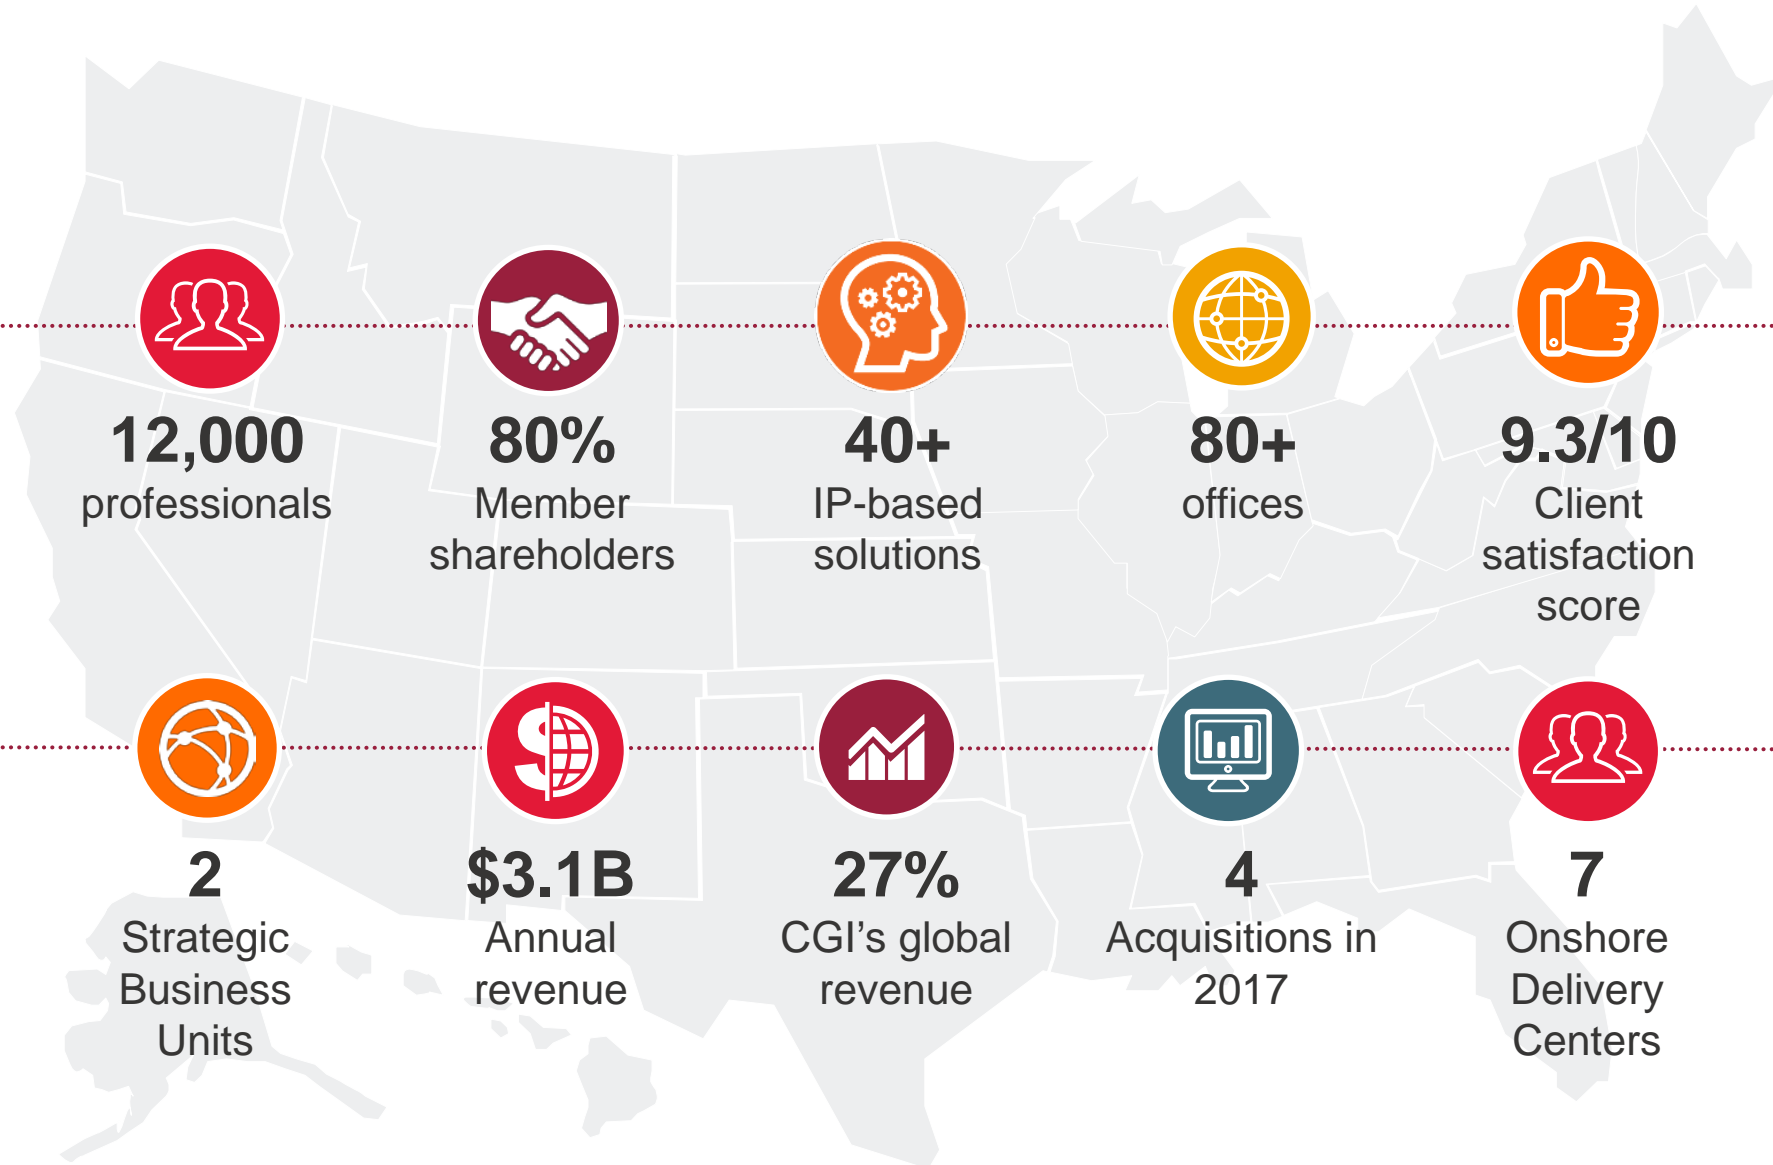 12,000
professionals
80%
Member
shareholders
40+
IP-based
solutions
80+
offices
9.3/10
Client
satisfaction
score
2
Strategic
Business
Units
$3.1B
Annual
revenue
27%
CGI’s global
revenue
4
Acquisitions in
2017
7
Onshore
Delivery
Centers